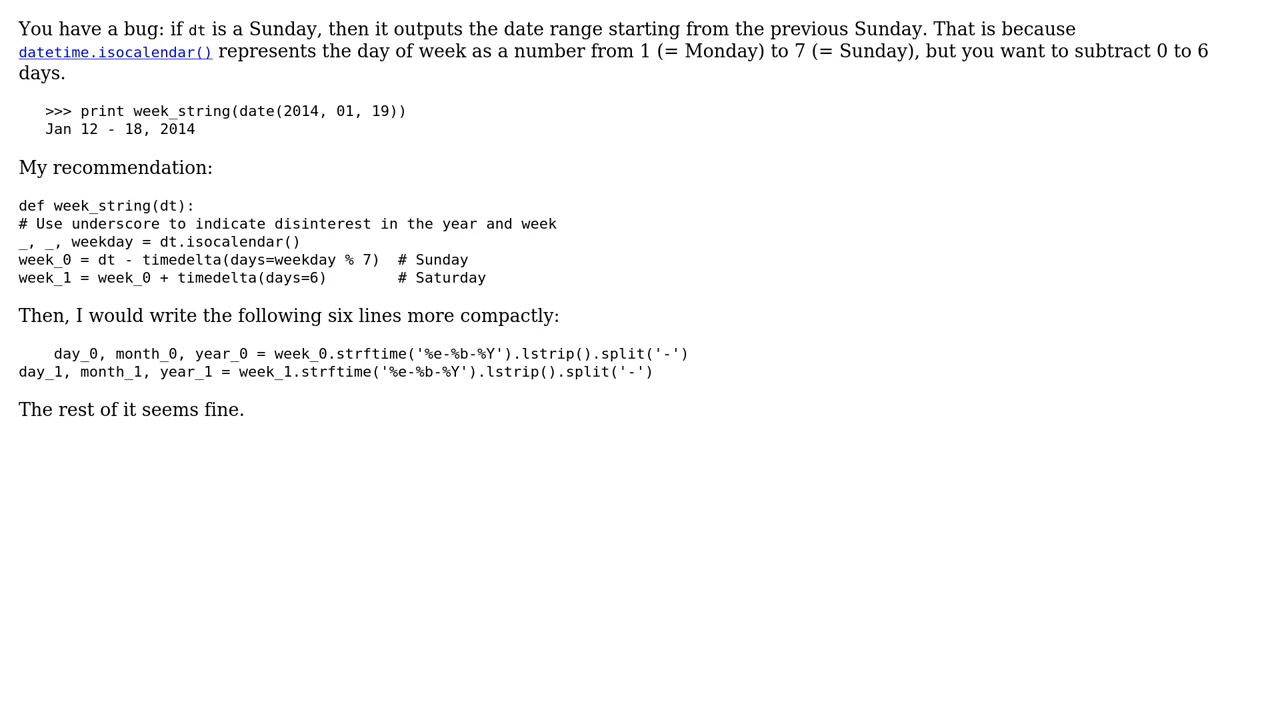 You have a bug: if dt is a Sunday, then it outputs the date range starting from the previous Sunday. That is because
datetime.isocalendar() represents the day of week as a number from 1 (= Monday) to 7 (= Sunday), but you want to subtract 0 to 6
days.
>>> print week_string(date(2014, 01, 19))
Jan 12 - 18, 2014
My recommendation:
def week_string(dt):
# Use underscore to indicate disinterest in the year and week
_, _, weekday = dt.isocalendar()
week_0 = dt - timedelta(days=weekday % 7)  # Sunday
week_1 = week_0 + timedelta(days=6)        # Saturday
Then, I would write the following six lines more compactly:
    day_0, month_0, year_0 = week_0.strftime('%e-%b-%Y').lstrip().split('-')
day_1, month_1, year_1 = week_1.strftime('%e-%b-%Y').lstrip().split('-')
The rest of it seems fine.